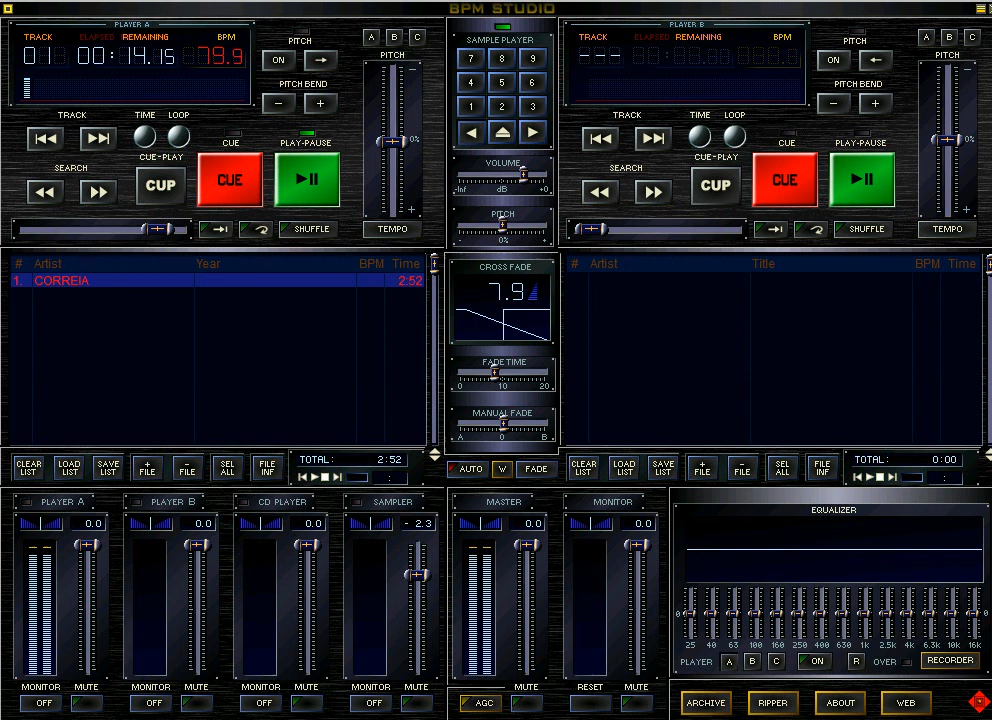 BPM STUDIO
PLAYER A
TRACK ELAPSED REMAINING BPM
01 00:14.15 79.9
PITCH
ON →
PITCH BEND
− +
A B C
PITCH
0%
TRACK TIME LOOP
CUE PLAY-PAUSE
SEARCH CUE-PLAY
CUP CUE
SHUFFLE
TEMPO
SAMPLE PLAYER
7 8 9
4 5 6
1 2 3
VOLUME
-Inf dB +0
PITCH
- 0% +
PLAYER B
TRACK ELAPSED REMAINING BPM
---
PITCH
ON ←
PITCH BEND
− +
A B C
PITCH
0%
TRACK TIME LOOP
CUE PLAY-PAUSE
SEARCH CUE-PLAY
CUP CUE
SHUFFLE
TEMPO
# Artist Year BPM Time
1. CORREIA 2:52
CROSS FADE
7.9
FADE TIME
0 10 20
MANUAL FADE
A 0 B
AUTO W FADE
# Artist Title BPM Time
CLEAR LIST LOAD LIST SAVE LIST + FILE − FILE SEL ALL FILE INF
TOTAL: 2:52
:
CLEAR LIST LOAD LIST SAVE LIST + FILE − FILE SEL ALL FILE INF
TOTAL: 0:00
:
PLAYER A PLAYER B CD PLAYER SAMPLER MASTER MONITOR
0.0 0.0 0.0 - 2.3 0.0 0.0
MONITOR MUTE MONITOR MUTE MONITOR MUTE MONITOR MUTE MUTE RESET MUTE
OFF OFF OFF OFF AGC
EQUALIZER
0 0
25 40 63 100 160 250 400 630 1k 2.5k 4k 6.3k 10k 16k
PLAYER A B C ON R OVER RECORDER
ARCHIVE RIPPER ABOUT WEB